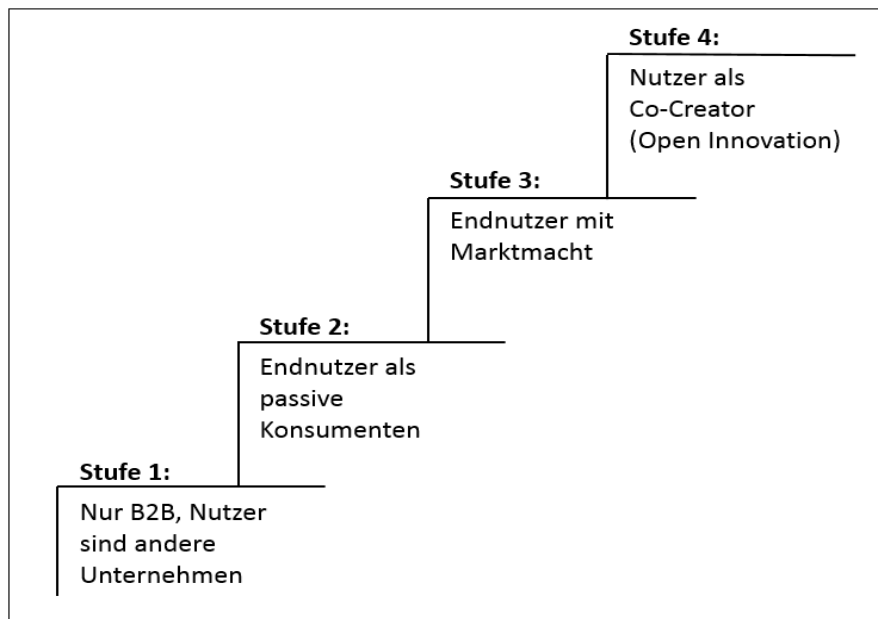 Stufe 4:
Nutzer als
Co-Creator
(Open Innovation)
Stufe 3:
Endnutzer mit
Marktmacht
Stufe 2:
Endnutzer als
passive
Konsumenten
Stufe 1:
Nur B2B, Nutzer
sind andere
Unternehmen